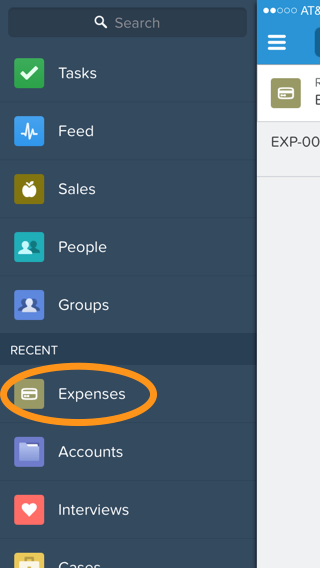 Search
AT&
Tasks
Feed
Sales
People
Groups
RECENT
Expenses
Accounts
Interviews
Cases
EXP-00